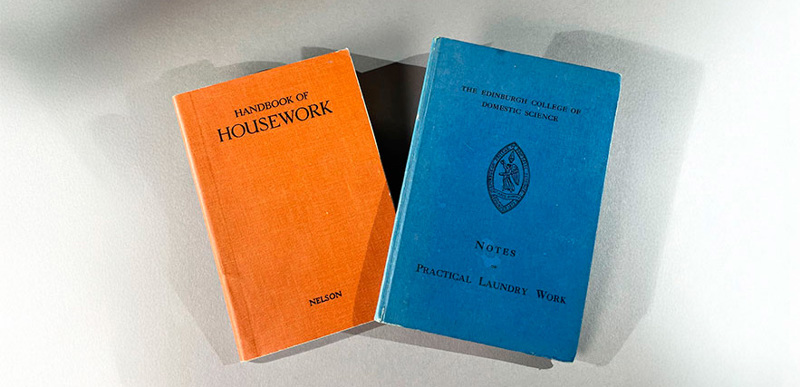 HANDBOOK OF
HOUSEWORK
NELSON
THE EDINBURGH COLLEGE OF
DOMESTIC SCIENCE
NOTES
PRACTICAL LAUNDRY WORK